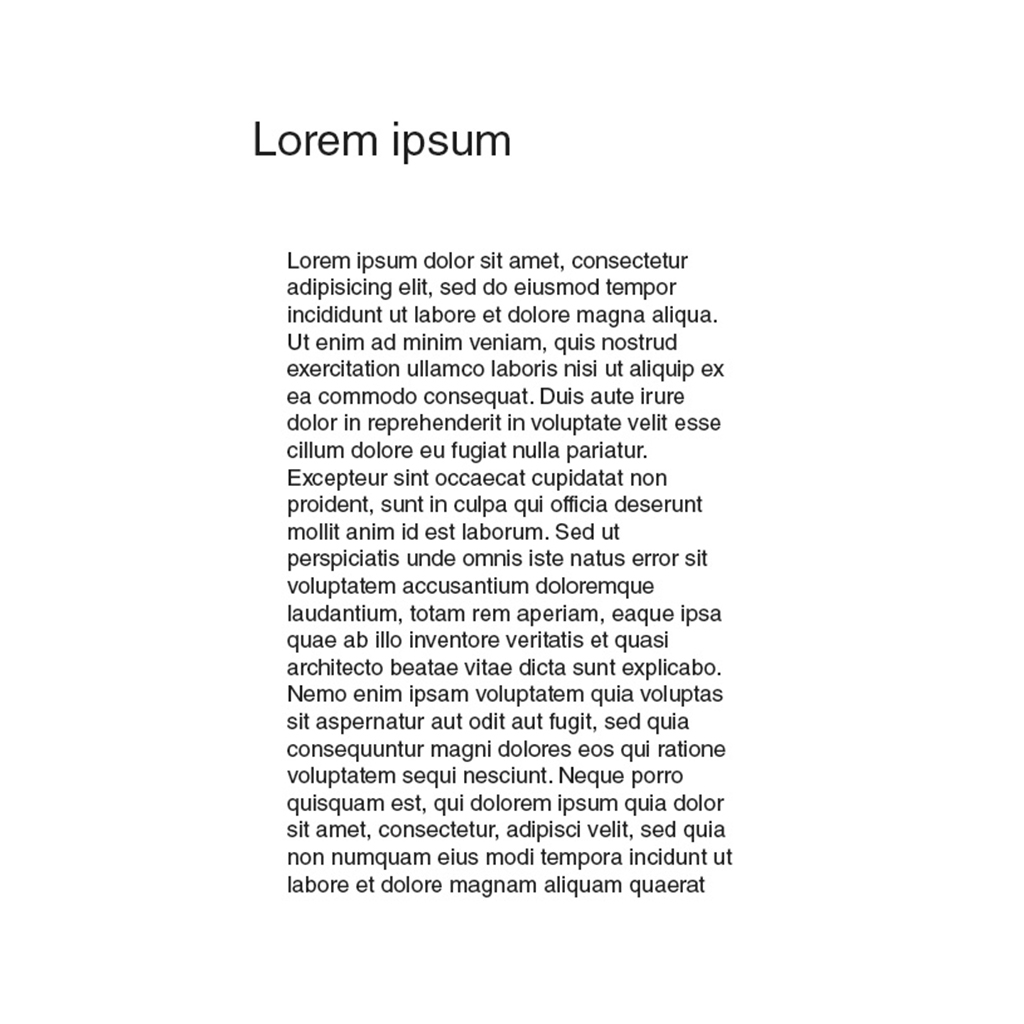 Lorem ipsum
Lorem ipsum dolor sit amet, consectetur
adipisicing elit, sed do eiusmod tempor
incididunt ut labore et dolore magna aliqua.
Ut enim ad minim veniam, quis nostrud
exercitation ullamco laboris nisi ut aliquip ex
ea commodo consequat. Duis aute irure
dolor in reprehenderit in voluptate velit esse
cillum dolore eu fugiat nulla pariatur.
Excepteur sint occaecat cupidatat non
proident, sunt in culpa qui officia deserunt
mollit anim id est laborum. Sed ut
perspiciatis unde omnis iste natus error sit
voluptatem accusantium doloremque
laudantium, totam rem aperiam, eaque ipsa
quae ab illo inventore veritatis et quasi
architecto beatae vitae dicta sunt explicabo.
Nemo enim ipsam voluptatem quia voluptas
sit aspernatur aut odit aut fugit, sed quia
consequuntur magni dolores eos qui ratione
voluptatem sequi nesciunt. Neque porro
quisquam est, qui dolorem ipsum quia dolor
sit amet, consectetur, adipisci velit, sed quia
non numquam eius modi tempora incidunt ut
labore et dolore magnam aliquam quaerat